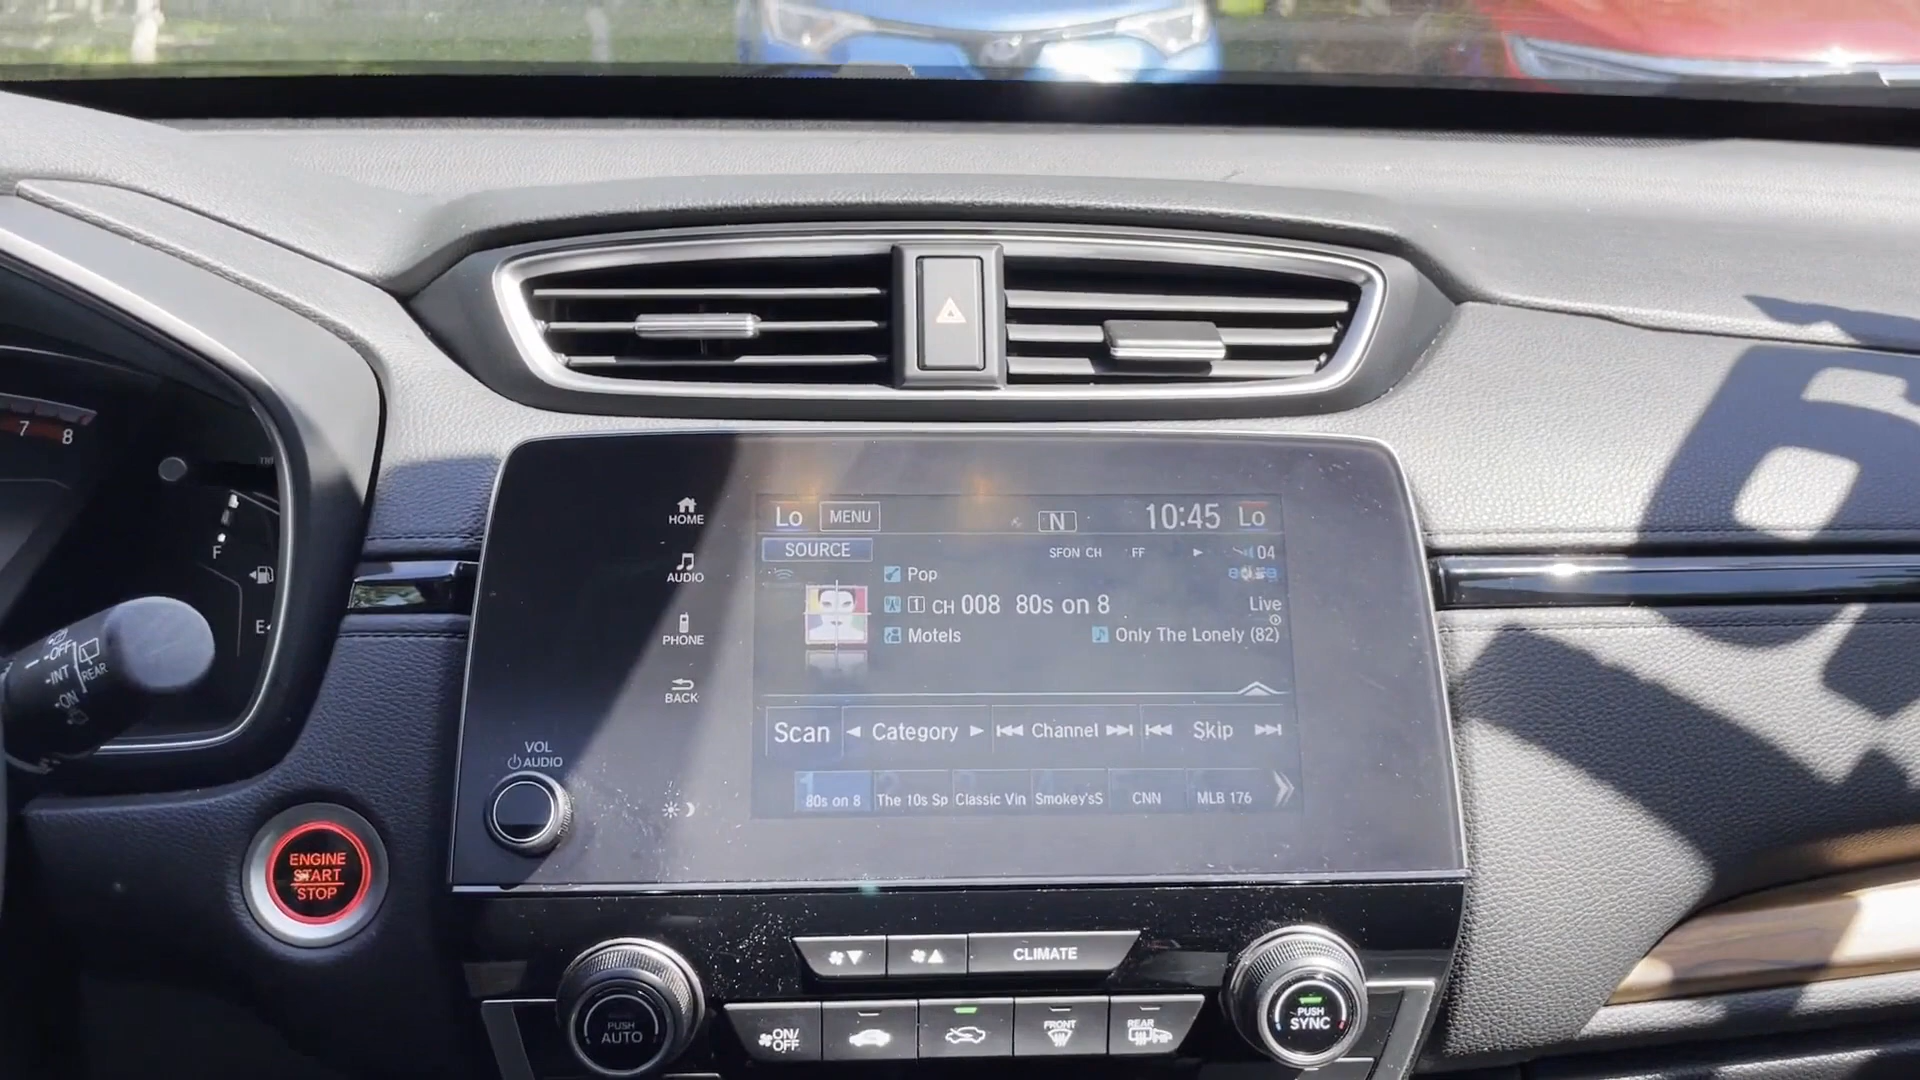 7 8
F
E
OFF
INT
ON
REAR
HOME
AUDIO
PHONE
BACK
VOL
AUDIO
Lo MENU N 10:45 Lo
SOURCE
CH 04
Pop
1 CH 008 80s on 8 Live
Motels Only The Lonely (82)
Scan Category Channel Skip
80s on 8 The 10s Sp Classic Vin Smokey'sS CNN MLB 176
ENGINE
START
STOP
CLIMATE
PUSH
AUTO
ON/
OFF
FRONT
REAR
PUSH
SYNC